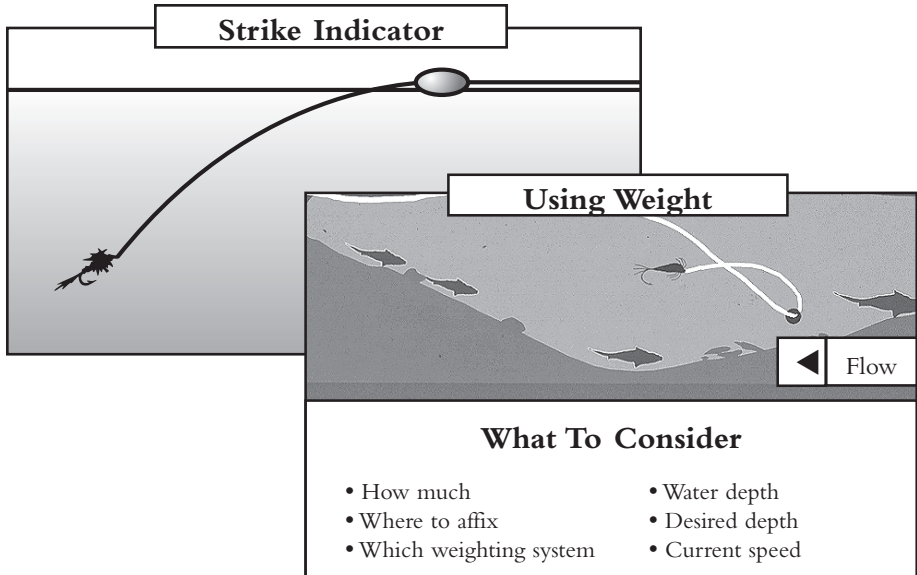 Strike Indicator
Using Weight
Flow
What To Consider
• How much
• Where to affix
• Which weighting system
• Water depth
• Desired depth
• Current speed